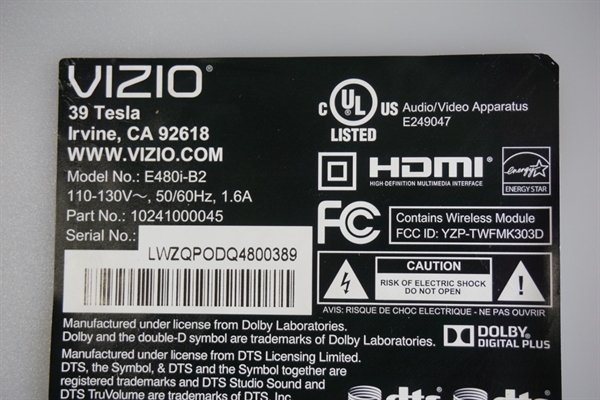 VIZIO®
39 Tesla
Irvine, CA 92618
WWW.VIZIO.COM
Model No.: E480i-B2
110-130V~, 50/60Hz, 1.6A
Part No.: 10241000045
Serial No.:
LWZQPODQ4800389
C UL US
LISTED
Audio/Video Apparatus
E249047
HDMI™
HIGH DEFINITION MULTIMEDIA INTERFACE
energy
ENERGY STAR
FC
Contains Wireless Module
FCC ID: YZP-TWFMK303D
CAUTION
RISK OF ELECTRIC SHOCK
DO NOT OPEN
AVIS: RISQUE DE CHOC ELECTRIQUE - NE PAS OUVRIR
Manufactured under license from Dolby Laboratories.
Dolby and the double-D symbol are trademarks of Dolby Laboratories.
DOLBY
DIGITAL PLUS
Manufactured under license from DTS Licensing Limited.
DTS, the Symbol, & DTS and the Symbol together are
registered trademarks and DTS Studio Sound and
DTS TruVolume are trademarks of DTS, Inc.
dts
dts